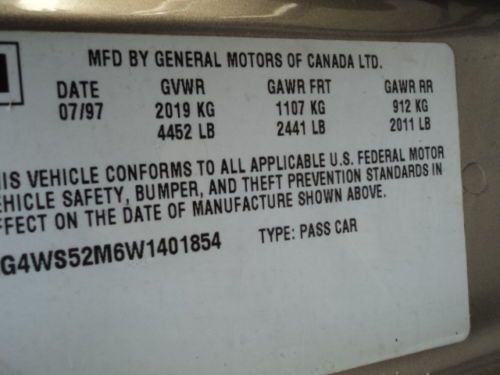 MFD BY GENERAL MOTORS OF CANADA LTD.
DATE GVWR GAWR FRT GAWR RR
07/97 2019 KG 1107 KG 912 KG
4452 LB 2441 LB 2011 LB
HIS VEHICLE CONFORMS TO ALL APPLICABLE U.S. FEDERAL MOTOR
EHICLE SAFETY, BUMPER, AND THEFT PREVENTION STANDARDS IN
FFECT ON THE DATE OF MANUFACTURE SHOWN ABOVE.
G4WS52M6W1401854 TYPE: PASS CAR